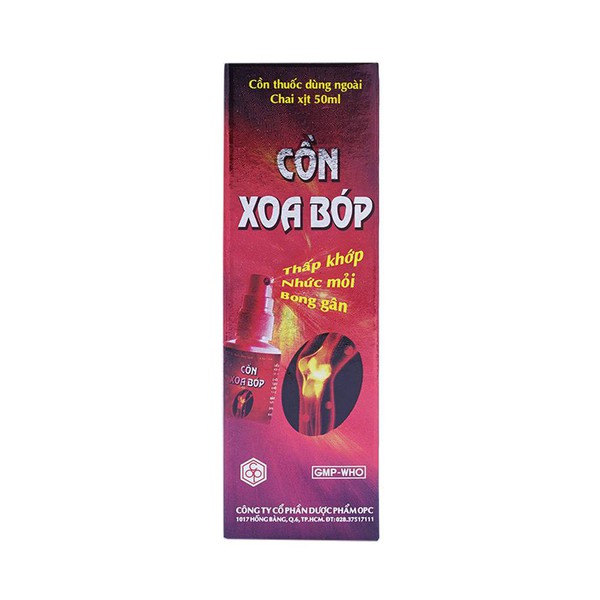 Cồn thuốc dùng ngoài
Chai xịt 50ml
CỒN
XOA BÓP
Thấp khớp
Nhức mỏi
Bong gân
CỒN
XOA BÓP
OPC
GMP-WHO
CÔNG TY CỔ PHẦN DƯỢC PHẨM OPC
1017 HỒNG BÀNG, Q.6, TP.HCM. ĐT: 028.37517111